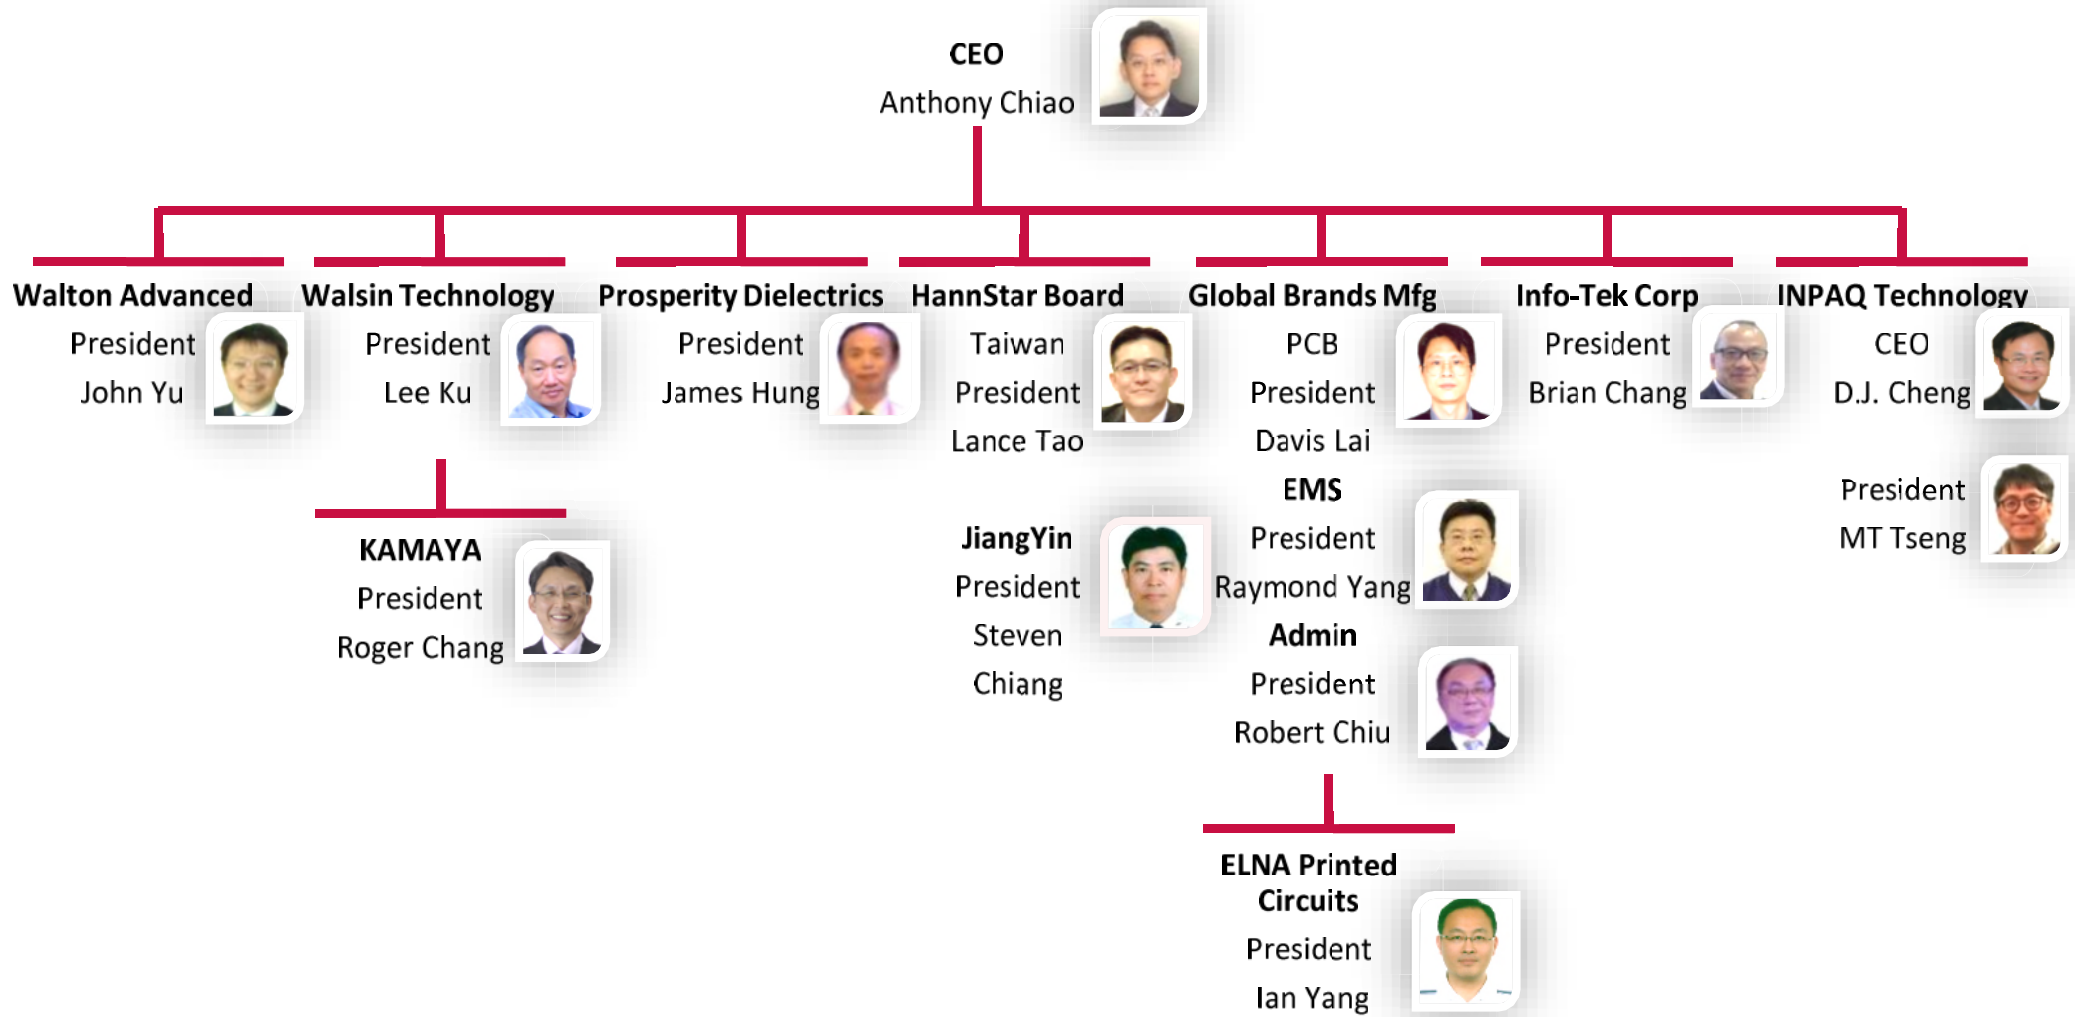 CEO
Anthony Chiao
Walton Advanced
President
John Yu
Walsin Technology
President
Lee Ku
KAMAYA
President
Roger Chang
Prosperity Dielectrics
President
James Hung
HannStar Board
Taiwan
President
Lance Tao
JiangYin
President
Steven
Chiang
Global Brands Mfg
PCB
President
Davis Lai
EMS
President
Raymond Yang
Admin
President
Robert Chiu
ELNA Printed
Circuits
President
Ian Yang
Info-Tek Corp
President
Brian Chang
INPAQ Technology
CEO
D.J. Cheng
President
MT Tseng